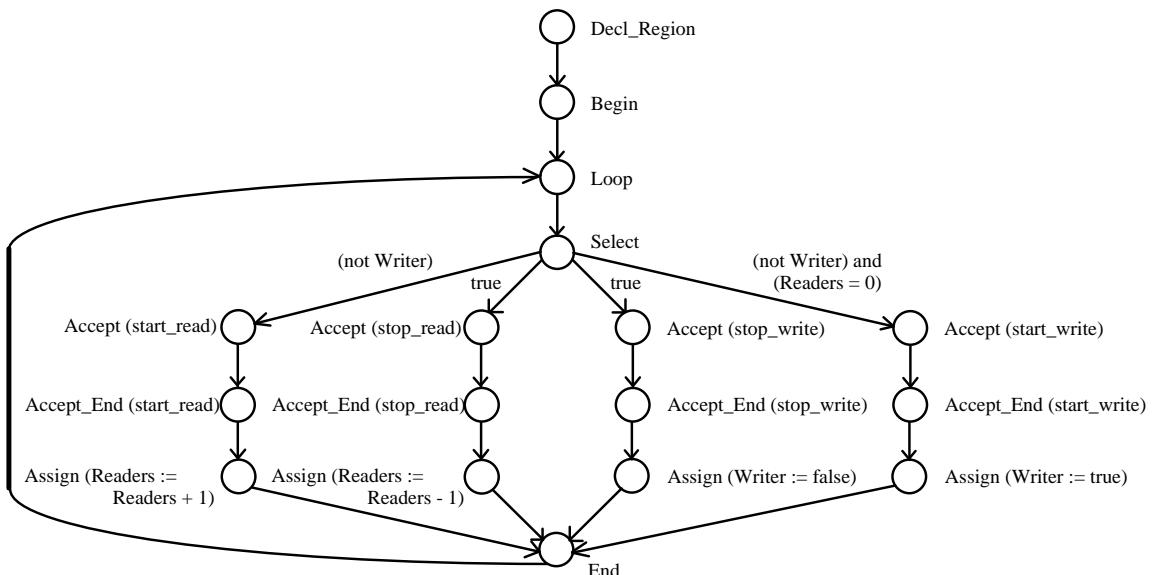 Decl_Region
Begin
Loop
Select
(not Writer)
true
true
(not Writer) and
(Readers = 0)
Accept (start_read)
Accept (stop_read)
Accept (stop_write)
Accept (start_write)
Accept_End (start_read)
Accept_End (stop_read)
Accept_End (stop_write)
Accept_End (start_write)
Assign (Readers :=
Readers + 1)
Assign (Readers :=
Readers - 1)
Assign (Writer := false)
Assign (Writer := true)
End